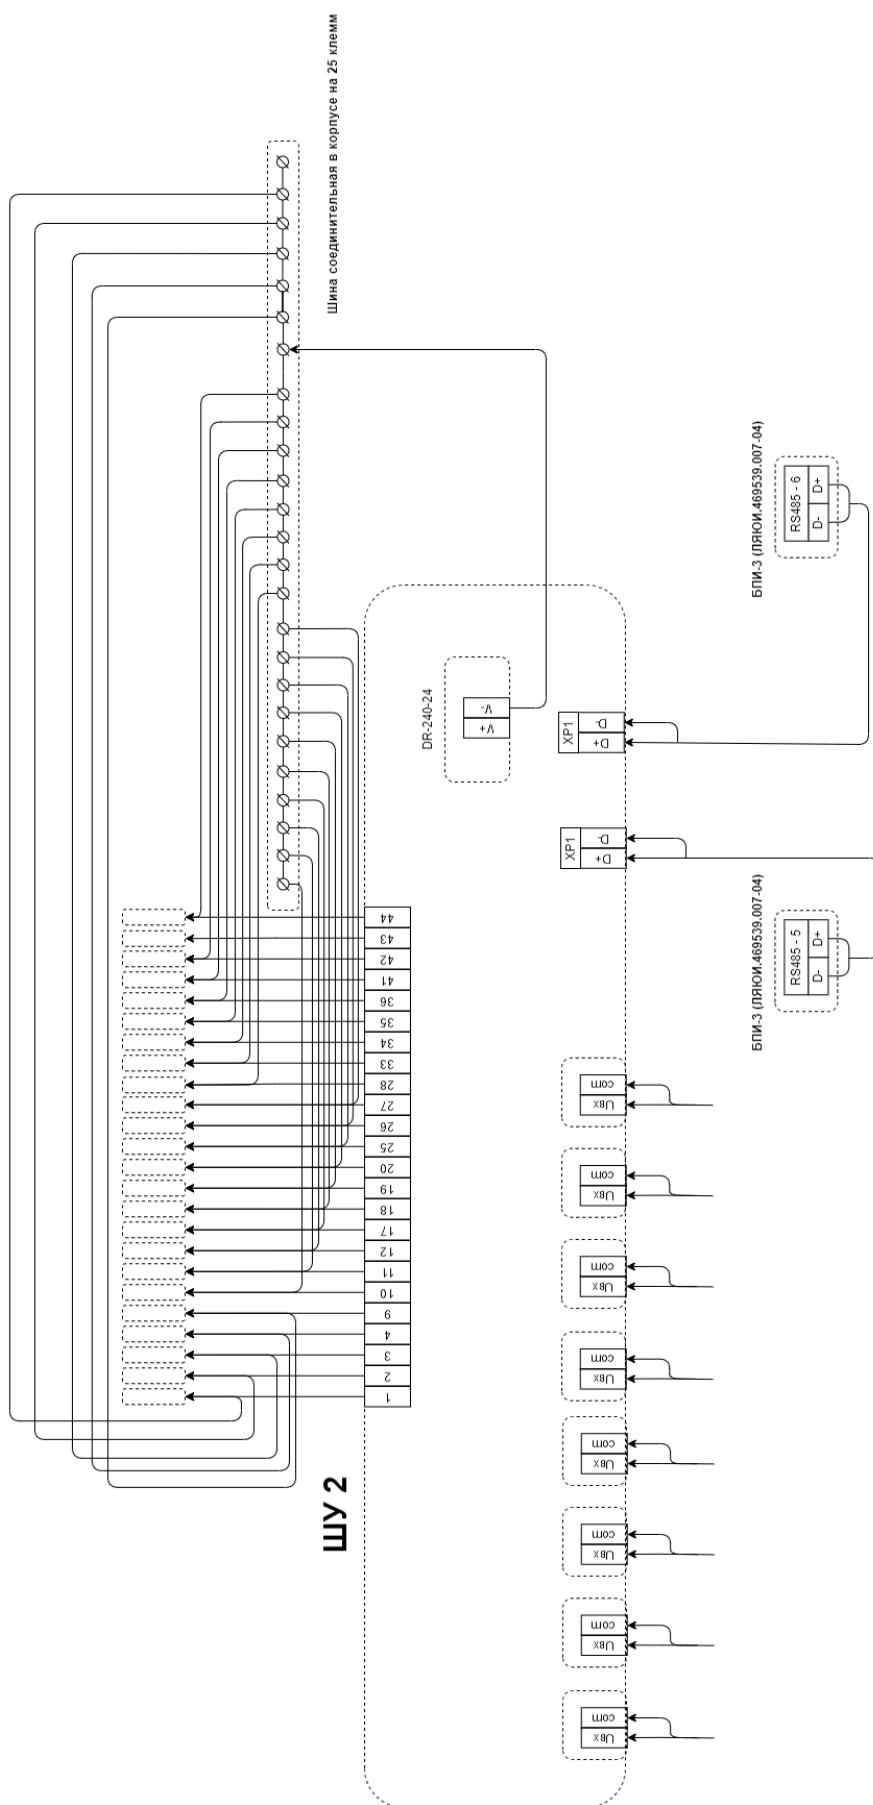 Шина соединительная в корпусе на 25 клемм
БПИ-3 (ЛЯЮИ.469539.007-04)
RS485 - 6
D- D+
DR-240-24
V+ V-
XP1
D+ D-
XP1
D+ D-
БПИ-3 (ЛЯЮИ.469539.007-04)
RS485 - 5
D- D+
44
43
42
41
36
35
34
33
28
27
26
25
20
19
18
17
12
11
10
9
4
3
2
1
ШУ 2
Uвх com
Uвх com
Uвх com
Uвх com
Uвх com
Uвх com
Uвх com
Uвх com